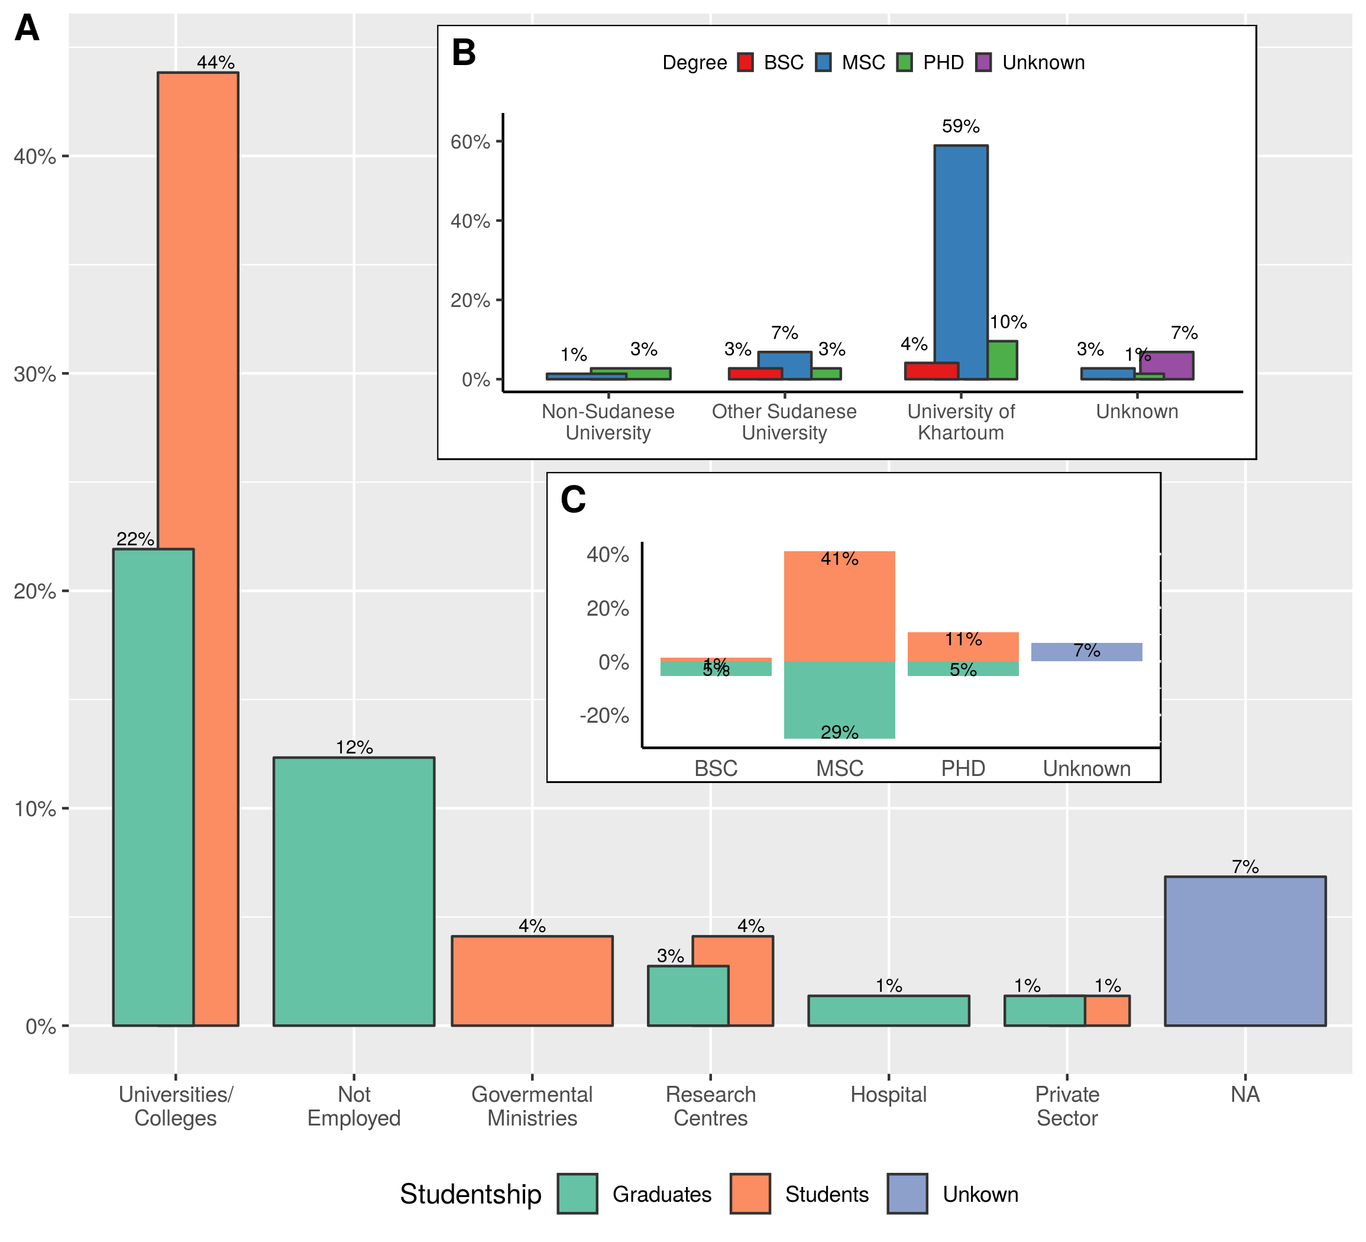 A
44%
22%
12%
4%
3%
4%
1%
1%
1%
7%
40%
30%
20%
10%
0%
Universities/
Colleges
Not
Employed
Govermental
Ministries
Research
Centres
Hospital
Private
Sector
NA
B
Degree BSC MSC PHD Unknown
60%
40%
20%
0%
1%
3%
3%
7%
3%
4%
59%
10%
3%
1%
7%
Non-Sudanese
University
Other Sudanese
University
University of
Khartoum
Unknown
C
40%
20%
0%
-20%
1%
5%
41%
29%
11%
5%
7%
BSC MSC PHD Unknown
Studentship Graduates Students Unkown